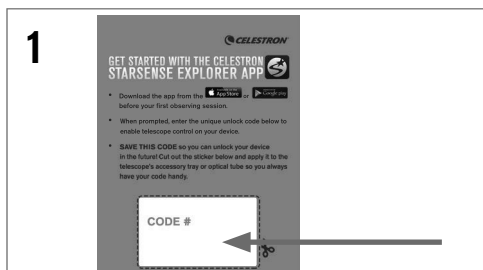 1
CELESTRON
GET STARTED WITH THE CELESTRON
STARSENSE EXPLORER APP
• Download the app from the App Store or Google play
before your first observing session.
• When prompted, enter the unique unlock code below to
enable telescope control on your device.
• SAVE THIS CODE so you can unlock your device
in the future! Cut out the sticker below and apply it to the
telescope's accessory tray or optical tube so you always
have your code handy.
CODE #